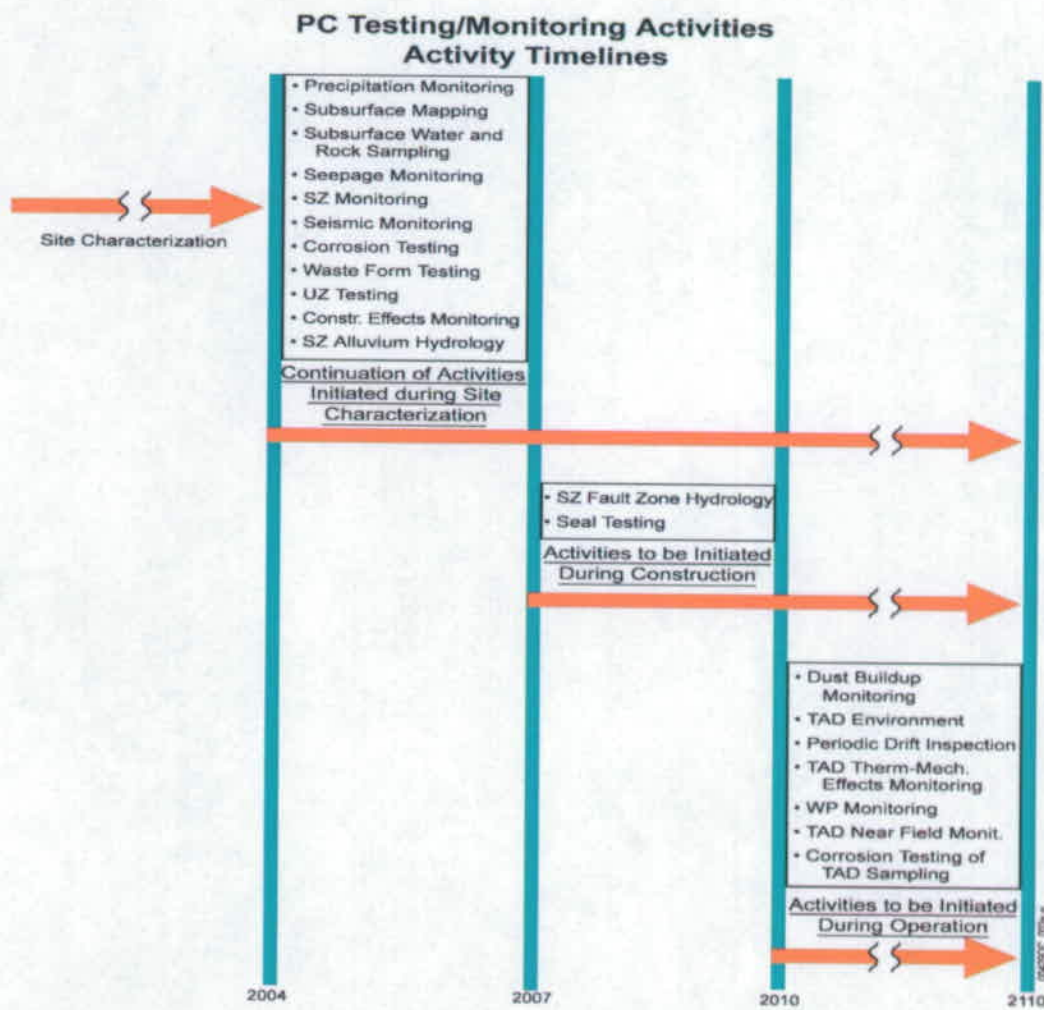 PC Testing/Monitoring Activities
Activity Timelines
• Precipitation Monitoring
• Subsurface Mapping
• Subsurface Water and
Rock Sampling
• Seepage Monitoring
• SZ Monitoring
• Seismic Monitoring
• Corrosion Testing
• Waste Form Testing
• UZ Testing
• Constr. Effects Monitoring
• SZ Alluvium Hydrology
Site Characterization
Continuation of Activities
Initiated during Site
Characterization
• SZ Fault Zone Hydrology
• Seal Testing
Activities to be Initiated
During Construction
• Dust Buildup
Monitoring
• TAD Environment
• Periodic Drift Inspection
• TAD Therm-Mech.
Effects Monitoring
• WP Monitoring
• TAD Near Field Monit.
• Corrosion Testing of
TAD Sampling
Activities to be Initiated
During Operation
2004
2007
2010
2110